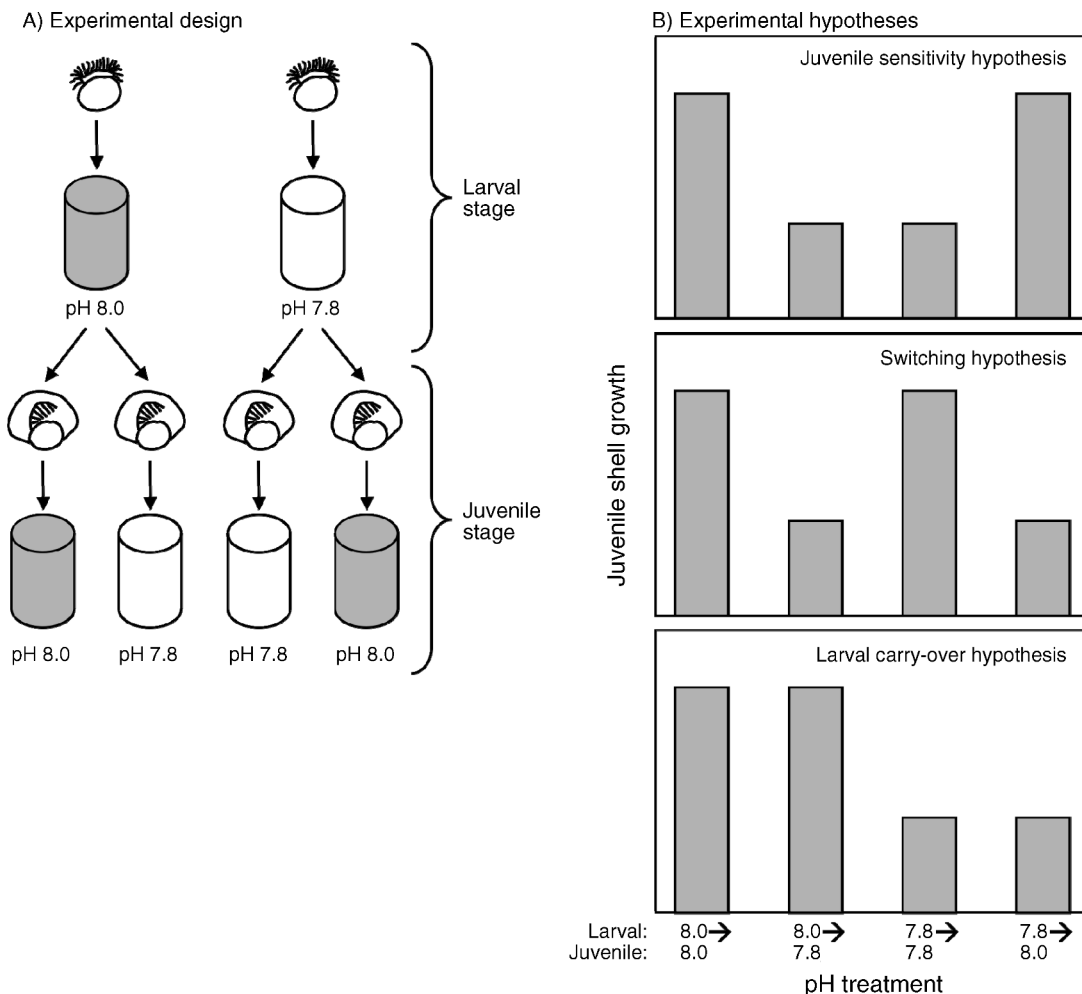 A) Experimental design
pH 8.0
pH 7.8
Larval
stage
Juvenile
stage
pH 8.0
pH 7.8
pH 7.8
pH 8.0
B) Experimental hypotheses
Juvenile sensitivity hypothesis
Switching hypothesis
Larval carry-over hypothesis
Juvenile shell growth
Larval: 8.0 → 8.0 → 7.8 → 7.8 →
Juvenile: 8.0 7.8 7.8 8.0
pH treatment